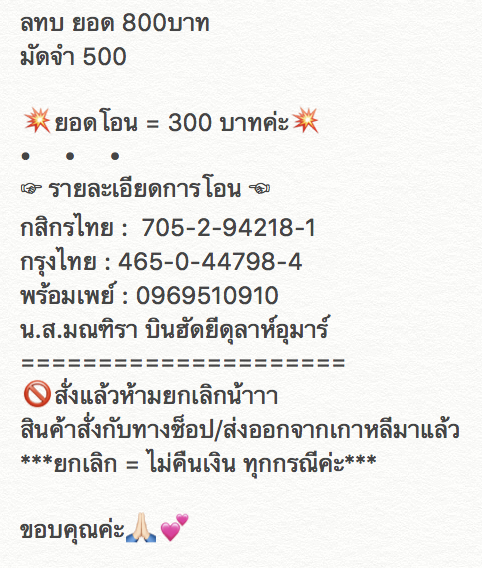 ลทบ ยอด 800บาท
มัดจำ 500
💥ยอดโอน = 300 บาทค่ะ💥
• • •
☞ รายละเอียดการโอน ☜
กสิกรไทย : 705-2-94218-1
กรุงไทย : 465-0-44798-4
พร้อมเพย์ : 0969510910
น.ส.มณฑิรา บินฮัดยีดุลาห์อุมาร์
=====================
🚫สั่งแล้วห้ามยกเลิกน้าาา
สินค้าสั่งกับทางช็อป/ส่งออกจากเกาหลีมาแล้ว
***ยกเลิก = ไม่คืนเงิน ทุกกรณีค่ะ***
ขอบคุณค่ะ🙏🏻💕